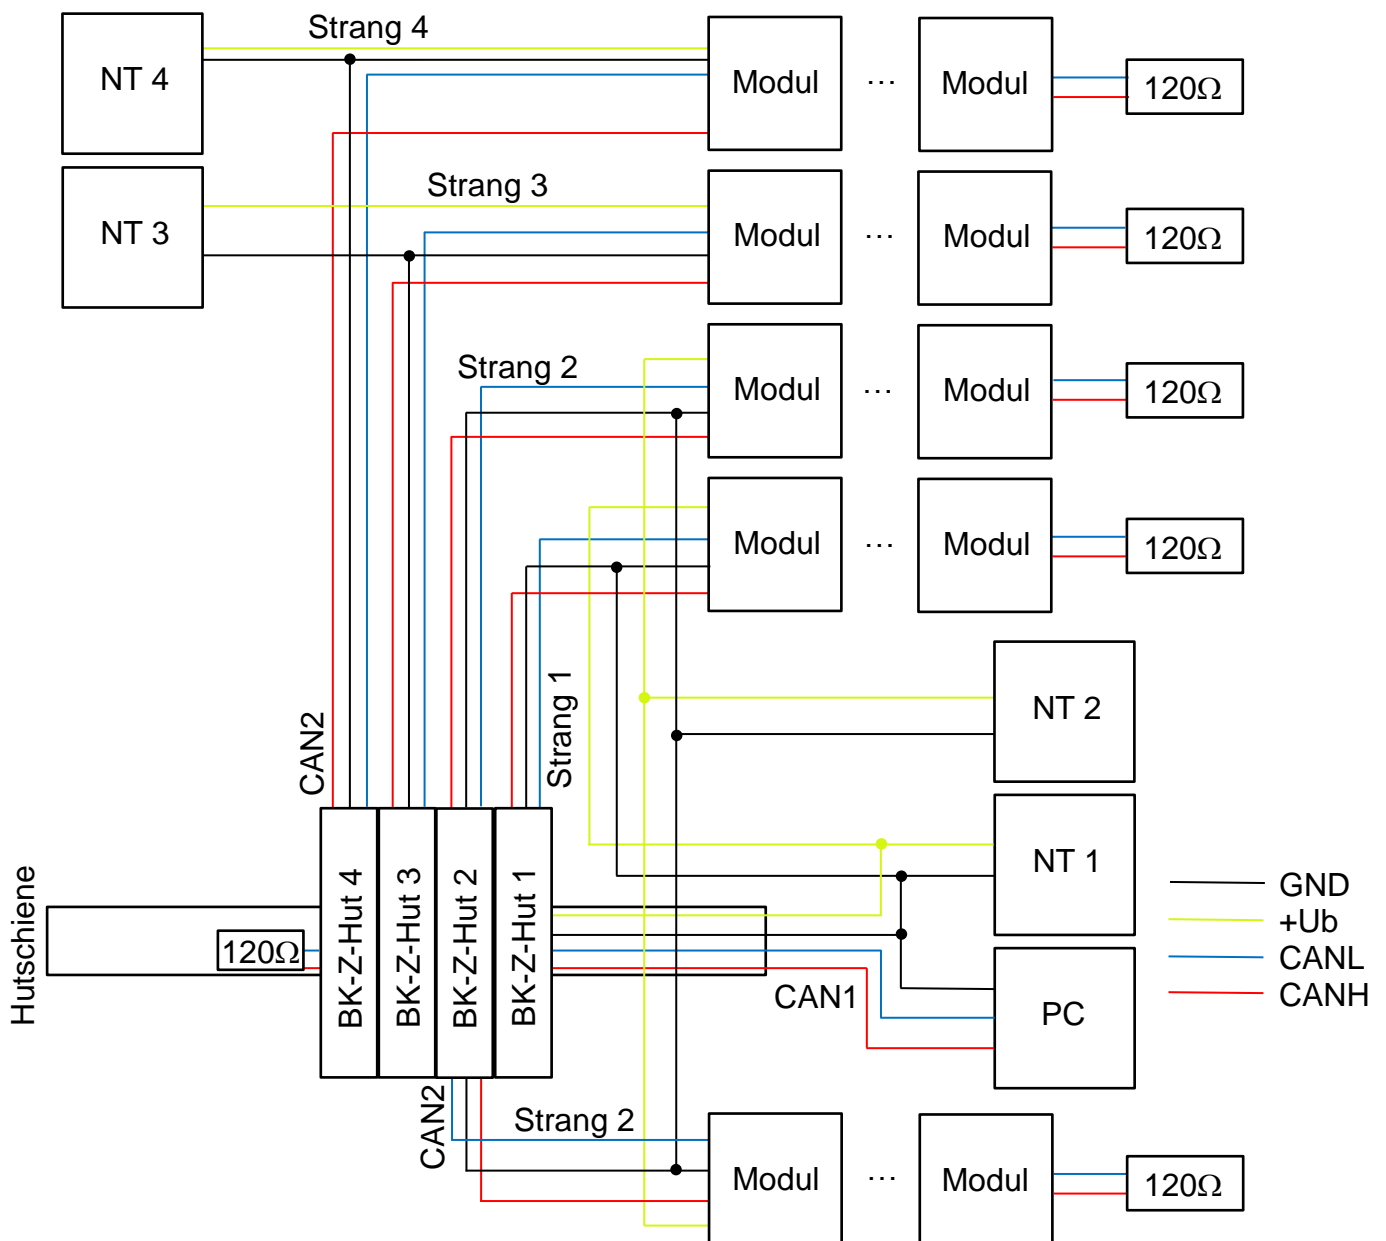 Strang 4
NT 4
Modul
...
Modul
120Ω
Strang 3
NT 3
Modul
...
Modul
120Ω
Strang 2
Modul
...
Modul
120Ω
Modul
...
Modul
120Ω
Strang 1
CAN2
NT 2
NT 1
Hutschiene
120Ω
BK-Z-Hut 4
BK-Z-Hut 3
BK-Z-Hut 2
BK-Z-Hut 1
CAN1
PC
GND
+Ub
CANL
CANH
CAN2
Strang 2
Modul
...
Modul
120Ω